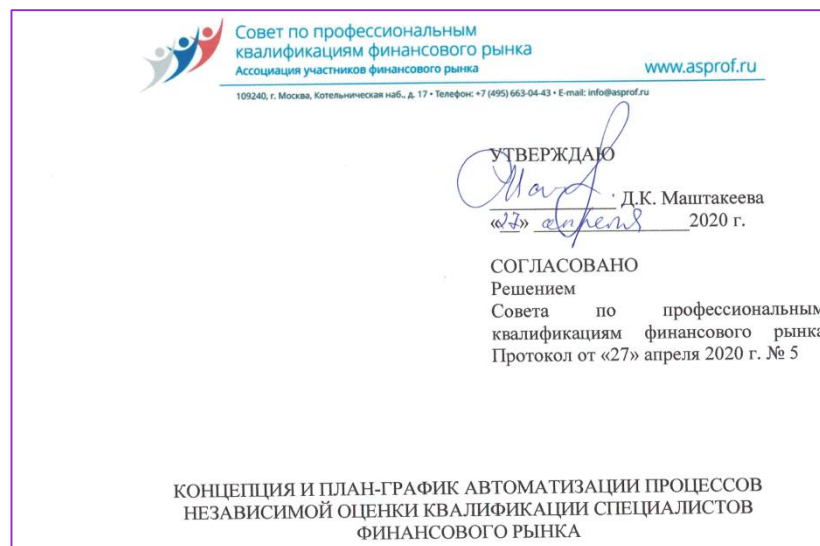 Совет по профессиональным
квалификациям финансового рынка
Ассоциация участников финансового рынка
www.asprof.ru
109240, г. Москва, Котельническая наб., д. 17 • Телефон: +7 (495) 663-04-43 • E-mail: info@asprof.ru
УТВЕРЖДАЮ
Д.К. Маштакеева
«27» апреля 2020 г.
СОГЛАСОВАНО
Решением
Совета по профессиональным
квалификациям финансового рынка
Протокол от «27» апреля 2020 г. № 5
КОНЦЕПЦИЯ И ПЛАН-ГРАФИК АВТОМАТИЗАЦИИ ПРОЦЕССОВ
НЕЗАВИСИМОЙ ОЦЕНКИ КВАЛИФИКАЦИИ СПЕЦИАЛИСТОВ
ФИНАНСОВОГО РЫНКА